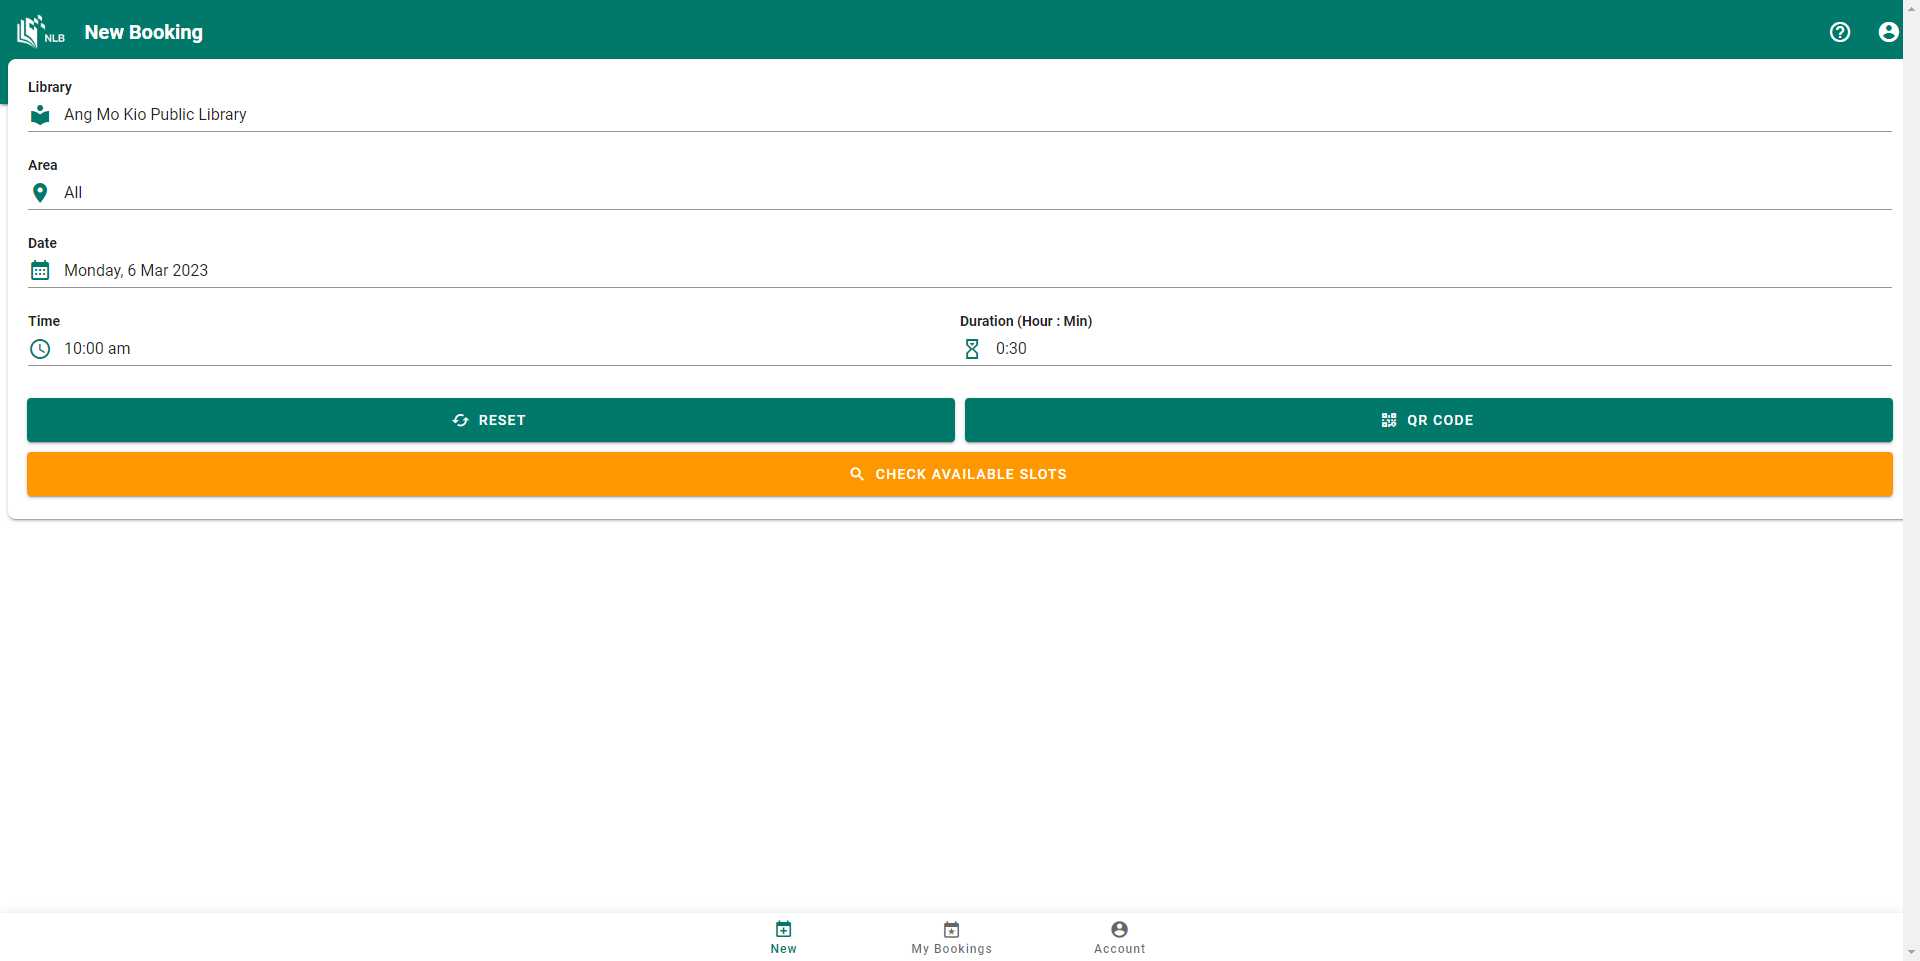 NLB New Booking
Library
Ang Mo Kio Public Library
Area
All
Date
Monday, 6 Mar 2023
Time Duration (Hour : Min)
10:00 am 0:30
RESET QR CODE
CHECK AVAILABLE SLOTS
New My Bookings Account